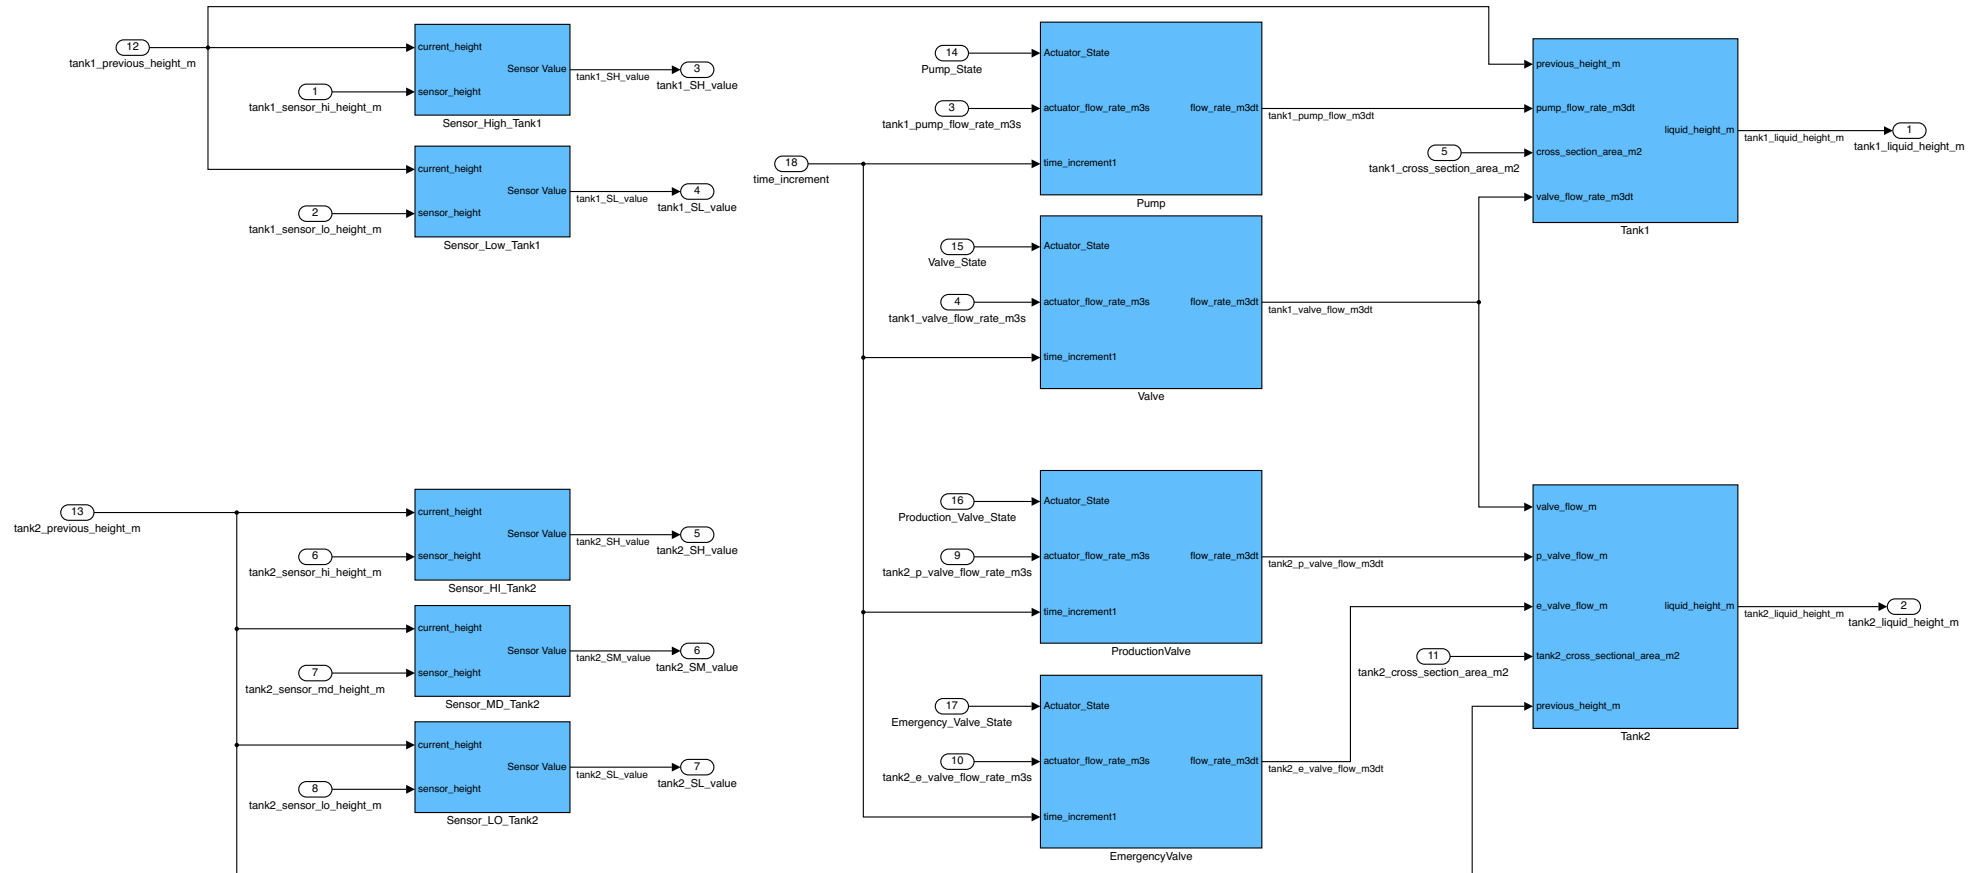 12
tank1_previous_height_m
current_height
Sensor Value
sensor_height
Sensor_High_Tank1
1
tank1_sensor_hi_height_m
tank1_SH_value
3
tank1_SH_value
current_height
Sensor Value
sensor_height
Sensor_Low_Tank1
2
tank1_sensor_lo_height_m
tank1_SL_value
4
tank1_SL_value
13
tank2_previous_height_m
current_height
Sensor Value
sensor_height
Sensor_HI_Tank2
6
tank2_sensor_hi_height_m
tank2_SH_value
5
tank2_SH_value
current_height
Sensor Value
sensor_height
Sensor_MD_Tank2
7
tank2_sensor_md_height_m
tank2_SM_value
6
tank2_SM_value
current_height
Sensor Value
sensor_height
Sensor_LO_Tank2
8
tank2_sensor_lo_height_m
tank2_SL_value
7
tank2_SL_value
14
Pump_State
3
tank1_pump_flow_rate_m3s
18
time_increment
Actuator_State
actuator_flow_rate_m3s
flow_rate_m3dt
time_increment1
Pump
tank1_pump_flow_m3dt
15
Valve_State
4
tank1_valve_flow_rate_m3s
Actuator_State
actuator_flow_rate_m3s
flow_rate_m3dt
time_increment1
Valve
tank1_valve_flow_m3dt
16
Production_Valve_State
9
tank2_p_valve_flow_rate_m3s
Actuator_State
actuator_flow_rate_m3s
flow_rate_m3dt
time_increment1
ProductionValve
tank2_p_valve_flow_m3dt
17
Emergency_Valve_State
10
tank2_e_valve_flow_rate_m3s
Actuator_State
actuator_flow_rate_m3s
flow_rate_m3dt
time_increment1
EmergencyValve
tank2_e_valve_flow_m3dt
5
tank1_cross_section_area_m2
previous_height_m
pump_flow_rate_m3dt
liquid_height_m
cross_section_area_m2
valve_flow_rate_m3dt
Tank1
tank1_liquid_height_m
1
tank1_liquid_height_m
11
tank2_cross_section_area_m2
valve_flow_m
p_valve_flow_m
e_valve_flow_m
liquid_height_m
tank2_cross_sectional_area_m2
previous_height_m
Tank2
tank2_liquid_height_m
2
tank2_liquid_height_m